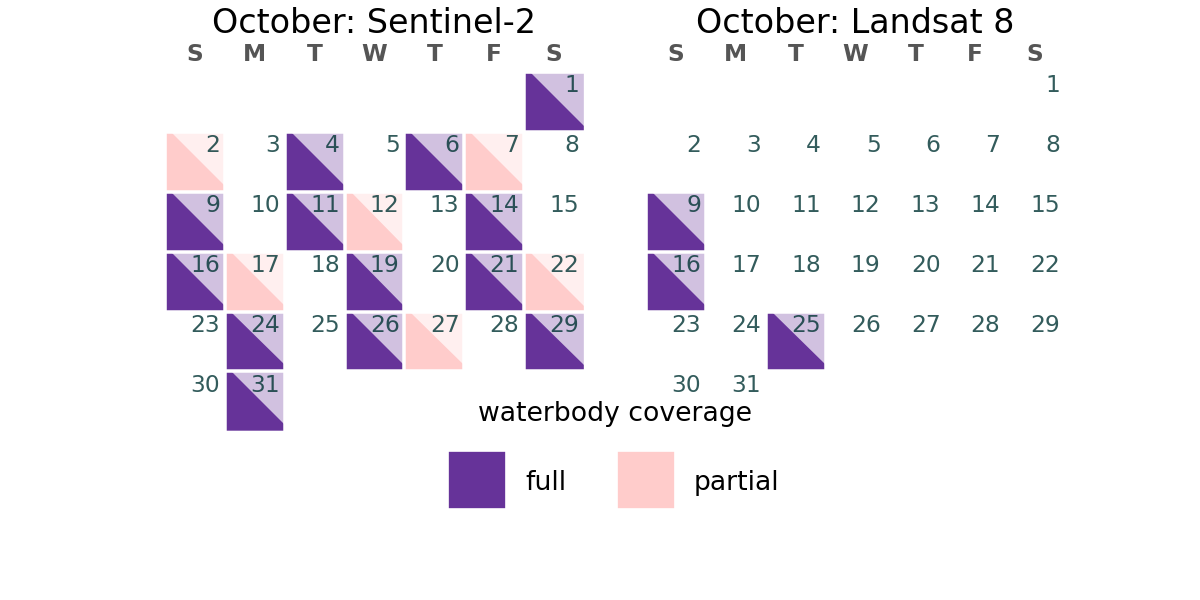 October: Sentinel-2
S M T W T F S
1
2 3 4 5 6 7 8
9 10 11 12 13 14 15
16 17 18 19 20 21 22
23 24 25 26 27 28 29
30 31
October: Landsat 8
S M T W T F S
1
2 3 4 5 6 7 8
9 10 11 12 13 14 15
16 17 18 19 20 21 22
23 24 25 26 27 28 29
30 31
waterbody coverage
full partial